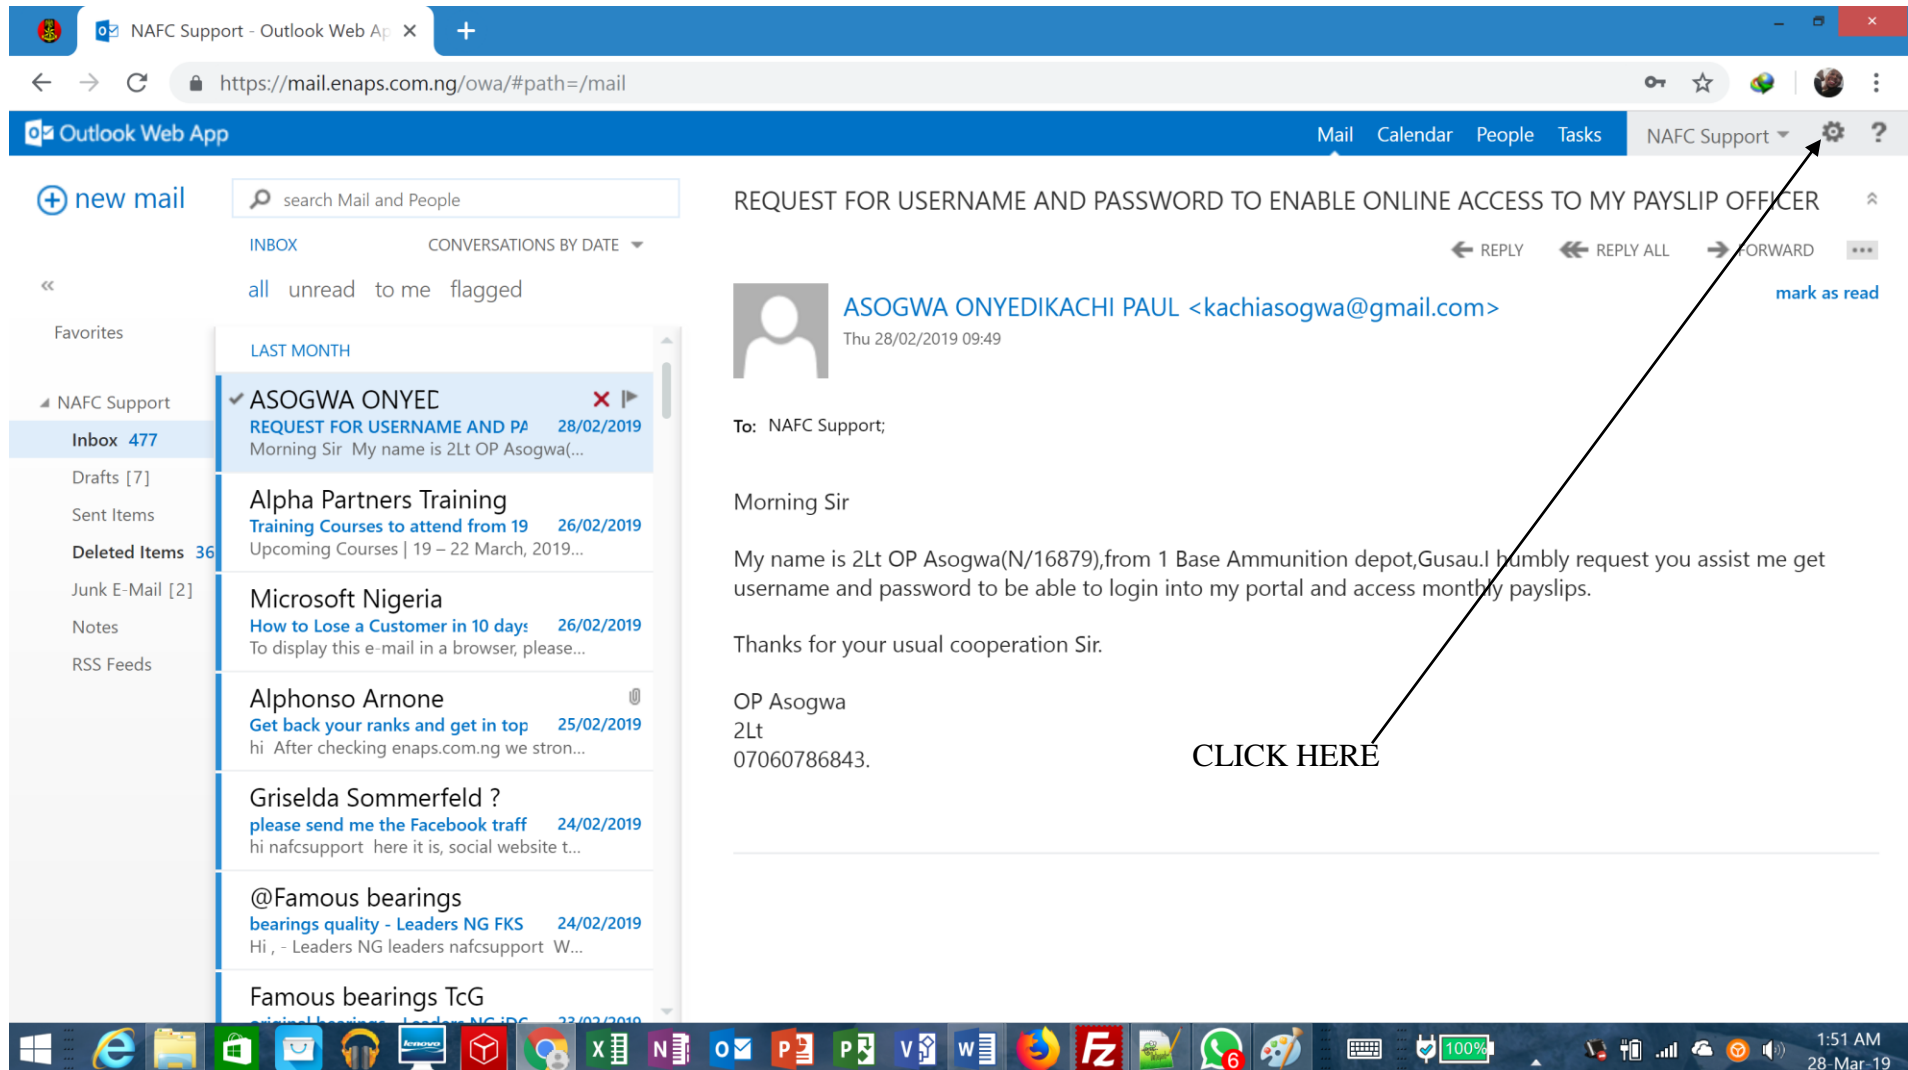 NAFC Support - Outlook Web Ap
https://mail.enaps.com.ng/owa/#path=/mail
Outlook Web App
Mail Calendar People Tasks NAFC Support ?
new mail
search Mail and People
INBOX CONVERSATIONS BY DATE
all unread to me flagged
Favorites
NAFC Support
Inbox 477
Drafts [7]
Sent Items
Deleted Items 36
Junk E-Mail [2]
Notes
RSS Feeds
LAST MONTH
ASOGWA ONYED
REQUEST FOR USERNAME AND PA 28/02/2019
Morning Sir My name is 2Lt OP Asogwa(...
Alpha Partners Training
Training Courses to attend from 19 26/02/2019
Upcoming Courses | 19 – 22 March, 2019...
Microsoft Nigeria
How to Lose a Customer in 10 days 26/02/2019
To display this e-mail in a browser, please...
Alphonso Arnone
Get back your ranks and get in top 25/02/2019
hi After checking enaps.com.ng we stron...
Griselda Sommerfeld ?
please send me the Facebook traff 24/02/2019
hi nafcsupport here it is, social website t...
@Famous bearings
bearings quality - Leaders NG FKS 24/02/2019
Hi , - Leaders NG leaders nafcsupport W...
Famous bearings TcG
original bearings - Leaders NG iDC 23/02/2019
REQUEST FOR USERNAME AND PASSWORD TO ENABLE ONLINE ACCESS TO MY PAYSLIP OFFICER
REPLY REPLY ALL FORWARD
mark as read
ASOGWA ONYEDIKACHI PAUL <kachiasogwa@gmail.com>
Thu 28/02/2019 09:49
To: NAFC Support;
Morning Sir
My name is 2Lt OP Asogwa(N/16879),from 1 Base Ammunition depot,Gusau.I humbly request you assist me get
username and password to be able to login into my portal and access monthly payslips.
Thanks for your usual cooperation Sir.
OP Asogwa
2Lt
07060786843.
CLICK HERE
lenovo
6
100%
1:51 AM
28-Mar-19